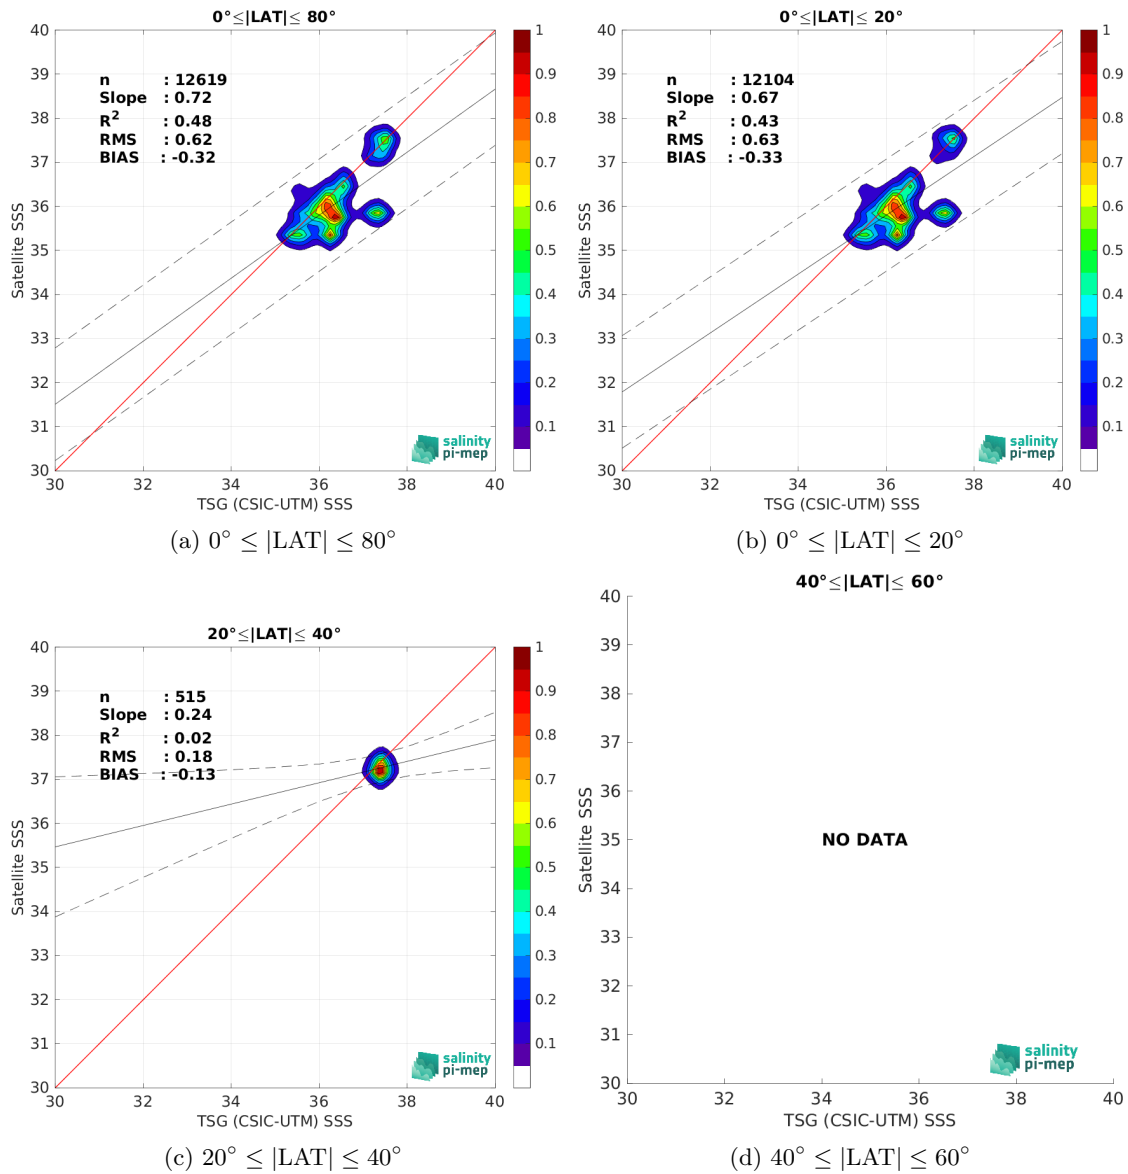 0°≤|LAT|≤ 80°
n : 12619
Slope : 0.72
R2 : 0.48
RMS : 0.62
BIAS : -0.32
40
39
38
37
36
35
34
33
32
31
30
30 32 34 36 38 40
Satellite SSS
TSG (CSIC-UTM) SSS
1
0.9
0.8
0.7
0.6
0.5
0.4
0.3
0.2
0.1
salinity
pi-mep
(a) 0° ≤ |LAT| ≤ 80°
0°≤|LAT|≤ 20°
n : 12104
Slope : 0.67
R2 : 0.43
RMS : 0.63
BIAS : -0.33
40
39
38
37
36
35
34
33
32
31
30
30 32 34 36 38 40
Satellite SSS
TSG (CSIC-UTM) SSS
1
0.9
0.8
0.7
0.6
0.5
0.4
0.3
0.2
0.1
salinity
pi-mep
(b) 0° ≤ |LAT| ≤ 20°
20°≤|LAT|≤ 40°
n : 515
Slope : 0.24
R2 : 0.02
RMS : 0.18
BIAS : -0.13
40
39
38
37
36
35
34
33
32
31
30
30 32 34 36 38 40
Satellite SSS
TSG (CSIC-UTM) SSS
1
0.9
0.8
0.7
0.6
0.5
0.4
0.3
0.2
0.1
salinity
pi-mep
(c) 20° ≤ |LAT| ≤ 40°
40°≤|LAT|≤ 60°
40
39
38
37
36
35
34
33
32
31
30
30 32 34 36 38 40
Satellite SSS
NO DATA
TSG (CSIC-UTM) SSS
salinity
pi-mep
(d) 40° ≤ |LAT| ≤ 60°